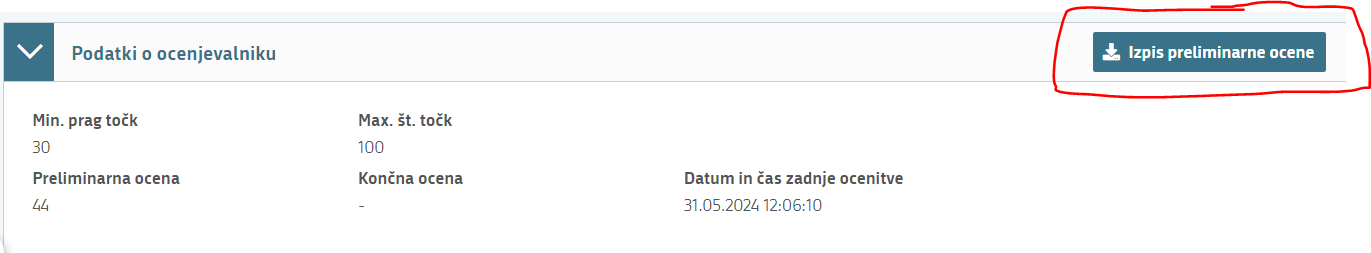 Podatki o ocenjevalniku
Izpis preliminarne ocene
Min. prag točk
Max. št. točk
30
100
Preliminarna ocena
Končna ocena
Datum in čas zadnje ocenitve
44
-
31.05.2024 12:06:10